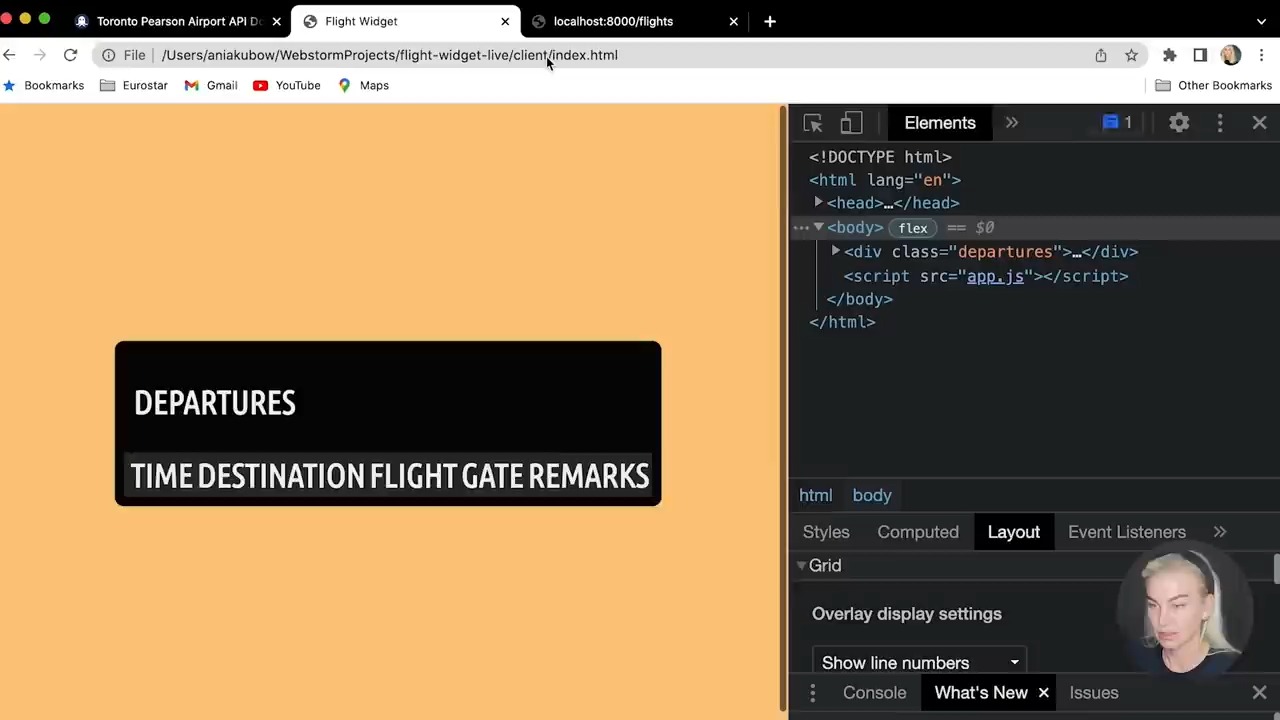 Toronto Pearson Airport API Do
Flight Widget
localhost:8000/flights
File
/Users/aniakubow/WebstormProjects/flight-widget-live/client/index.html
Bookmarks
Eurostar
Gmail
YouTube
Maps
Other Bookmarks
Elements
1
<!DOCTYPE html>
<html lang="en">
<head>…</head>
<body> flex == $0
<div class="departures">…</div>
<script src="app.js"></script>
</body>
</html>
DEPARTURES
TIME DESTINATION FLIGHT GATE REMARKS
html body
Styles Computed Layout Event Listeners
Grid
Overlay display settings
Show line numbers
Console What's New Issues